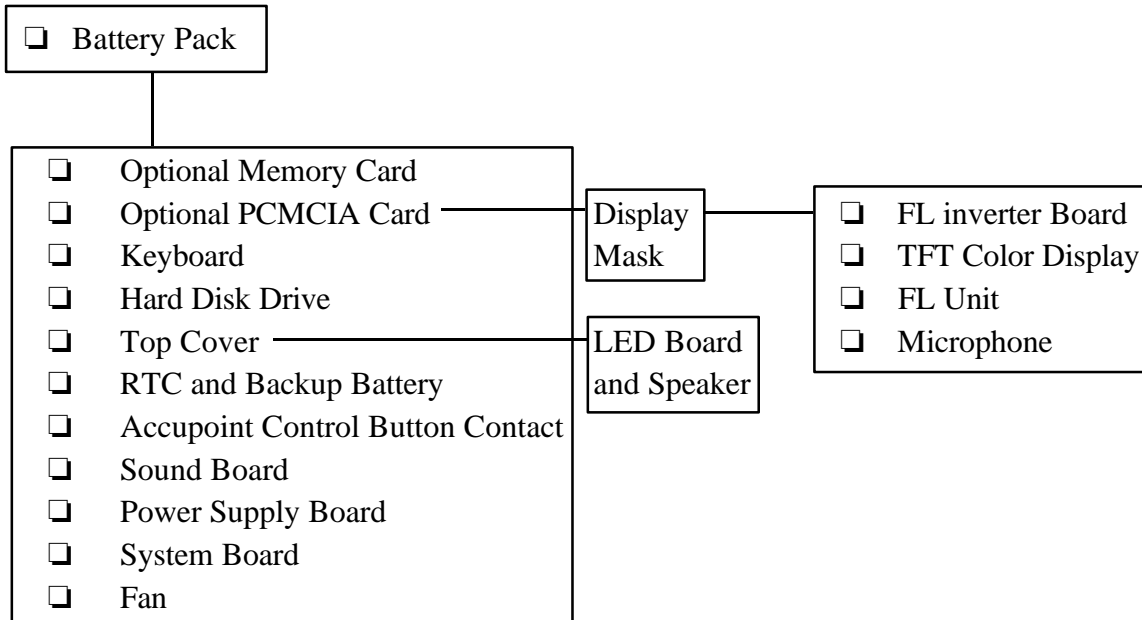 ❏ Battery Pack
❏ Optional Memory Card
❏ Optional PCMCIA Card
❏ Keyboard
❏ Hard Disk Drive
❏ Top Cover
❏ RTC and Backup Battery
❏ Accupoint Control Button Contact
❏ Sound Board
❏ Power Supply Board
❏ System Board
❏ Fan
Display
Mask
LED Board
and Speaker
❏ FL inverter Board
❏ TFT Color Display
❏ FL Unit
❏ Microphone